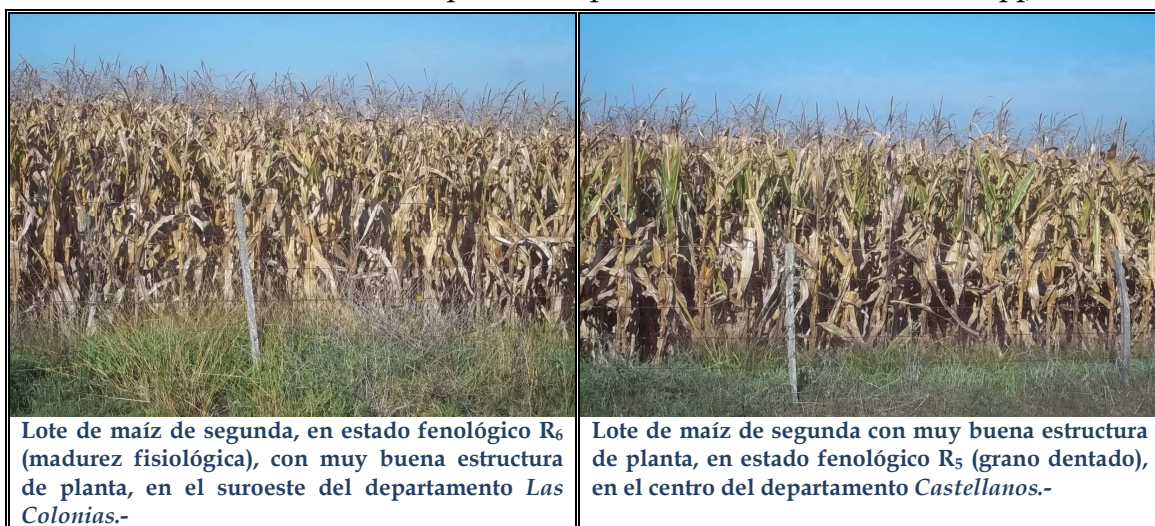 Lote de maíz de segunda, en estado fenológico R₆
(madurez fisiológica), con muy buena estructura
de planta, en el suroeste del departamento Las
Colonias.-
Lote de maíz de segunda con muy buena estructura
de planta, en estado fenológico R₅ (grano dentado),
en el centro del departamento Castellanos.-